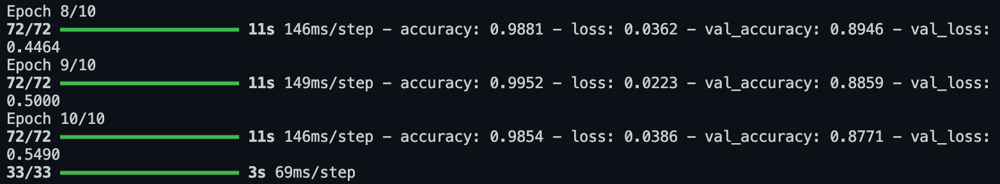 Epoch 8/10
72/72 11s 146ms/step - accuracy: 0.9881 - loss: 0.0362 - val_accuracy: 0.8946 - val_loss:
0.4464
Epoch 9/10
72/72 11s 149ms/step - accuracy: 0.9952 - loss: 0.0223 - val_accuracy: 0.8859 - val_loss:
0.5000
Epoch 10/10
72/72 11s 146ms/step - accuracy: 0.9854 - loss: 0.0386 - val_accuracy: 0.8771 - val_loss:
0.5490
33/33 3s 69ms/step